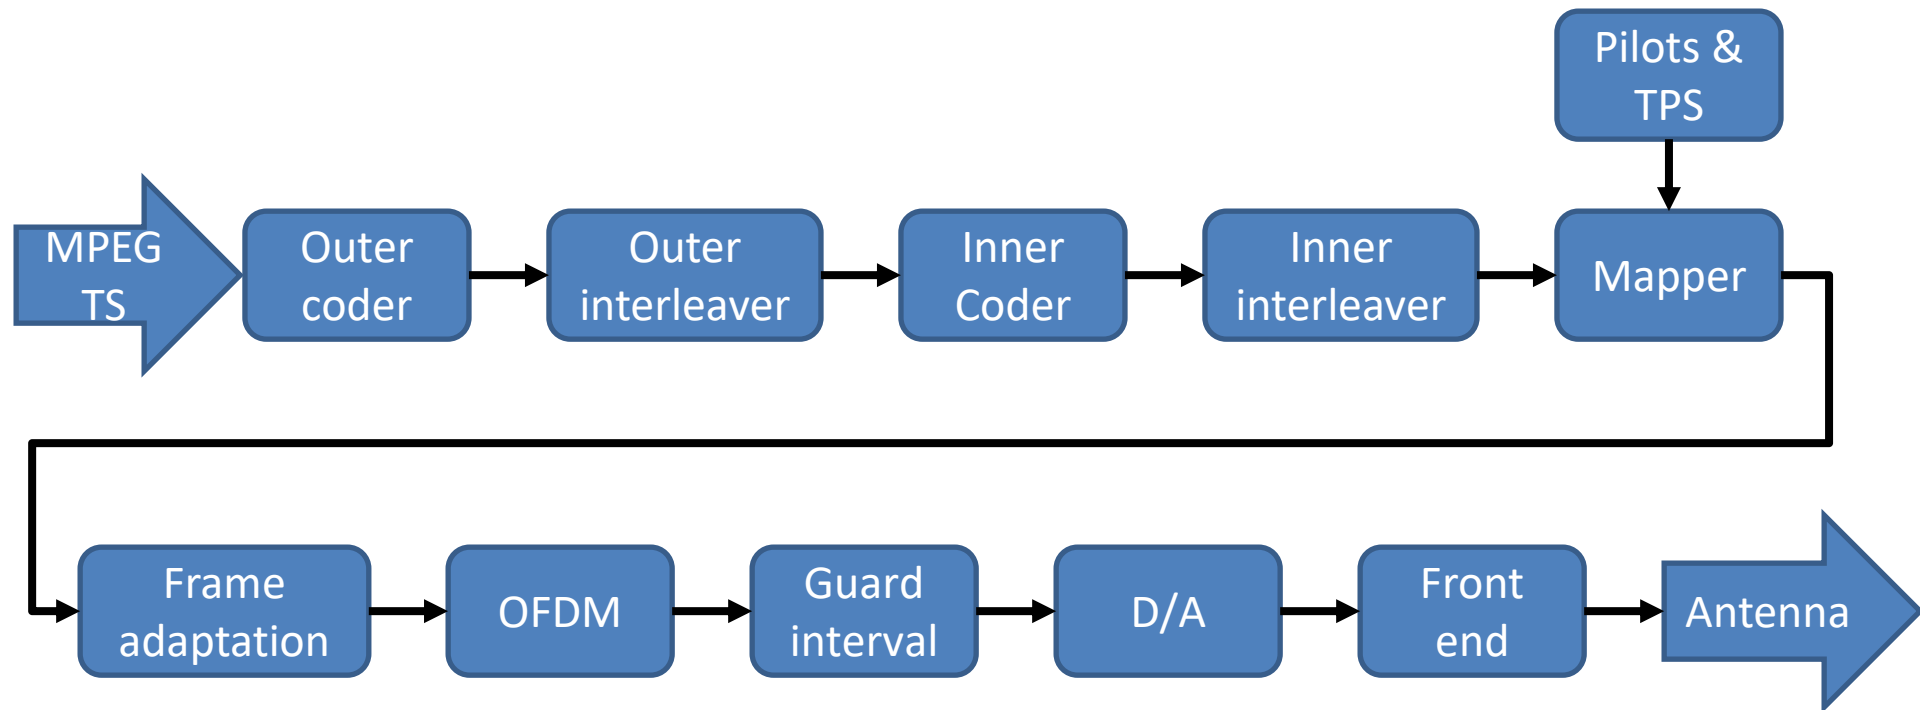 Pilots &
TPS
MPEG
TS
Outer
coder
Outer
interleaver
Inner
Coder
Inner
interleaver
Mapper
Frame
adaptation
OFDM
Guard
interval
D/A
Front
end
Antenna